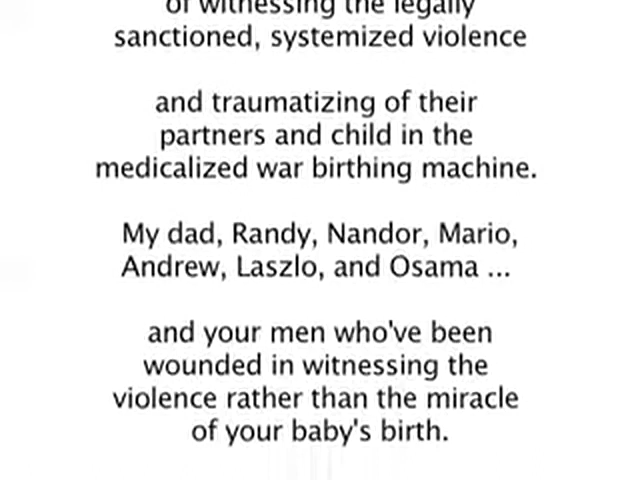 of witnessing the legally
sanctioned, systemized violence
and traumatizing of their
partners and child in the
medicalized war birthing machine.
My dad, Randy, Nandor, Mario,
Andrew, Laszlo, and Osama ...
and your men who've been
wounded in witnessing the
violence rather than the miracle
of your baby's birth.